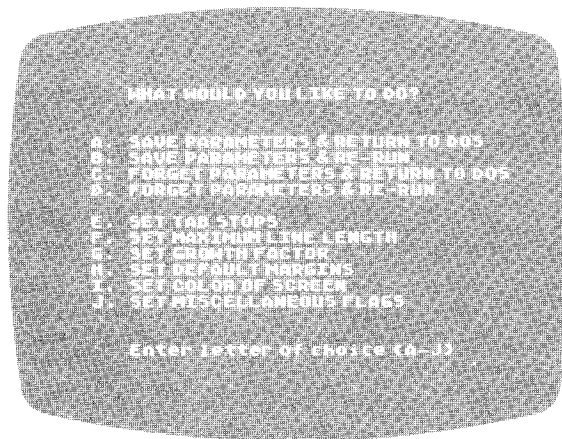 WHAT WOULD YOU LIKE TO DO?
A. SAVE PARAMETERS & RETURN TO DOS
B. SAVE PARAMETERS & RE-RUN
C. FORGET PARAMETERS & RETURN TO DOS
D. FORGET PARAMETERS & RE-RUN
E. SET TAB STOPS
F. SET MAXIMUM LINE LENGTH
G. SET GROWTH FACTOR
H. SET DEFAULT MARGINS
I. SET COLOR OF SCREEN
J. SET MISCELLANEOUS FLAGS
Enter letter of choice (A-J)